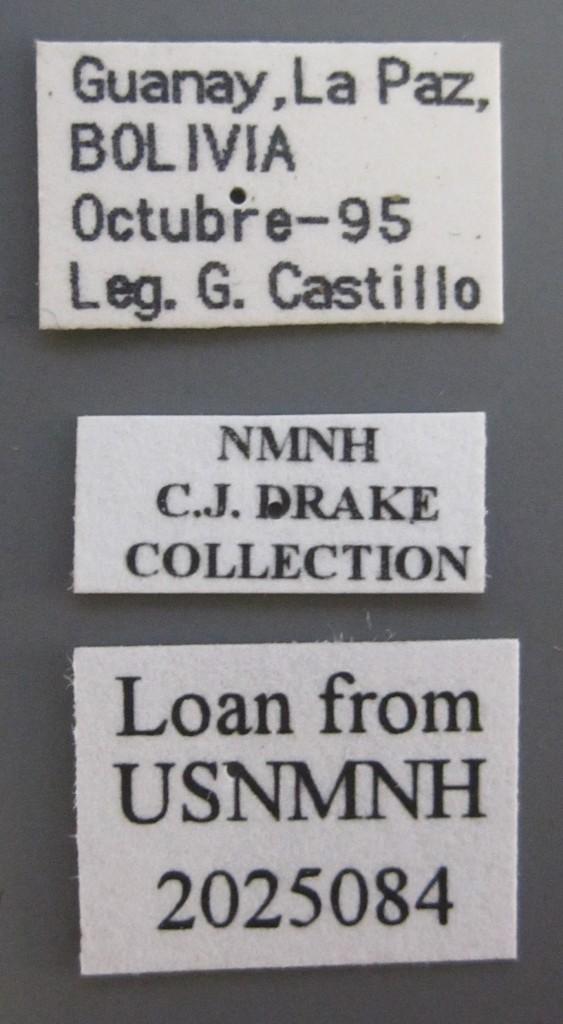 Guanay, La Paz,
BOLIVIA
Octubre-95
Leg. G. Castillo
NMNH
C.J. DRAKE
COLLECTION
Loan from
USNMNH
2025084